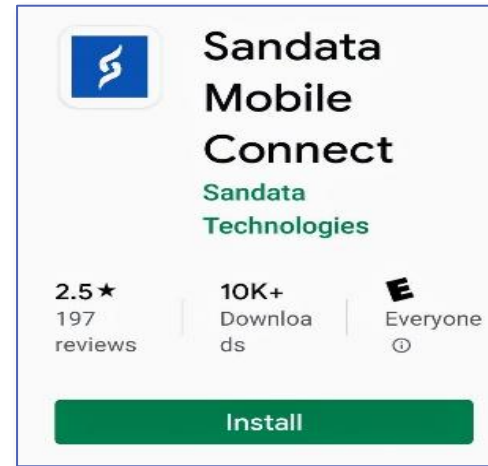 Sandata
Mobile
Connect
Sandata
Technologies
2.5★
197
reviews
10K+
Downloa
ds
E
Everyone
Install